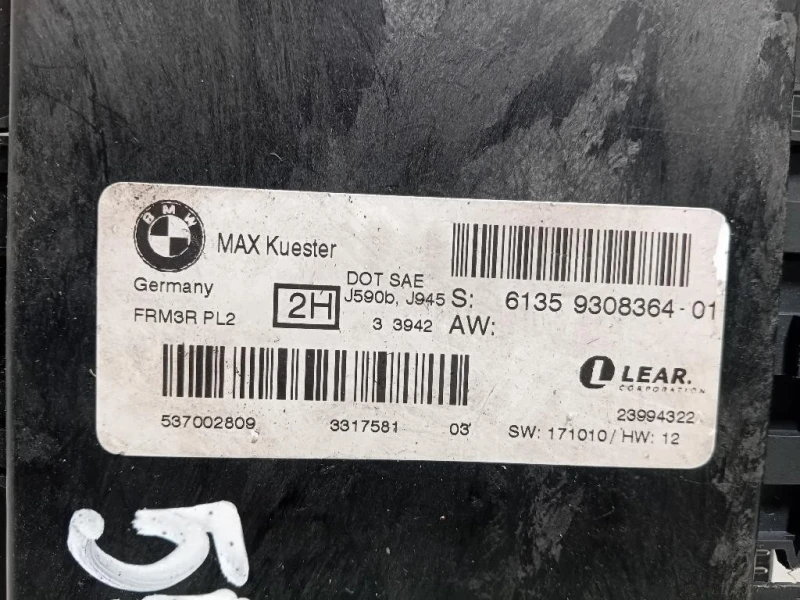 BMW
MAX Kuester
Germany
FRM3R PL2
2H
DOT SAE
J590b, J945
3 3942
S: 6135 9308364-01
AW:
LEAR.
CORPORATION
537002809 3317581 03
23994322
SW: 171010 / HW: 12